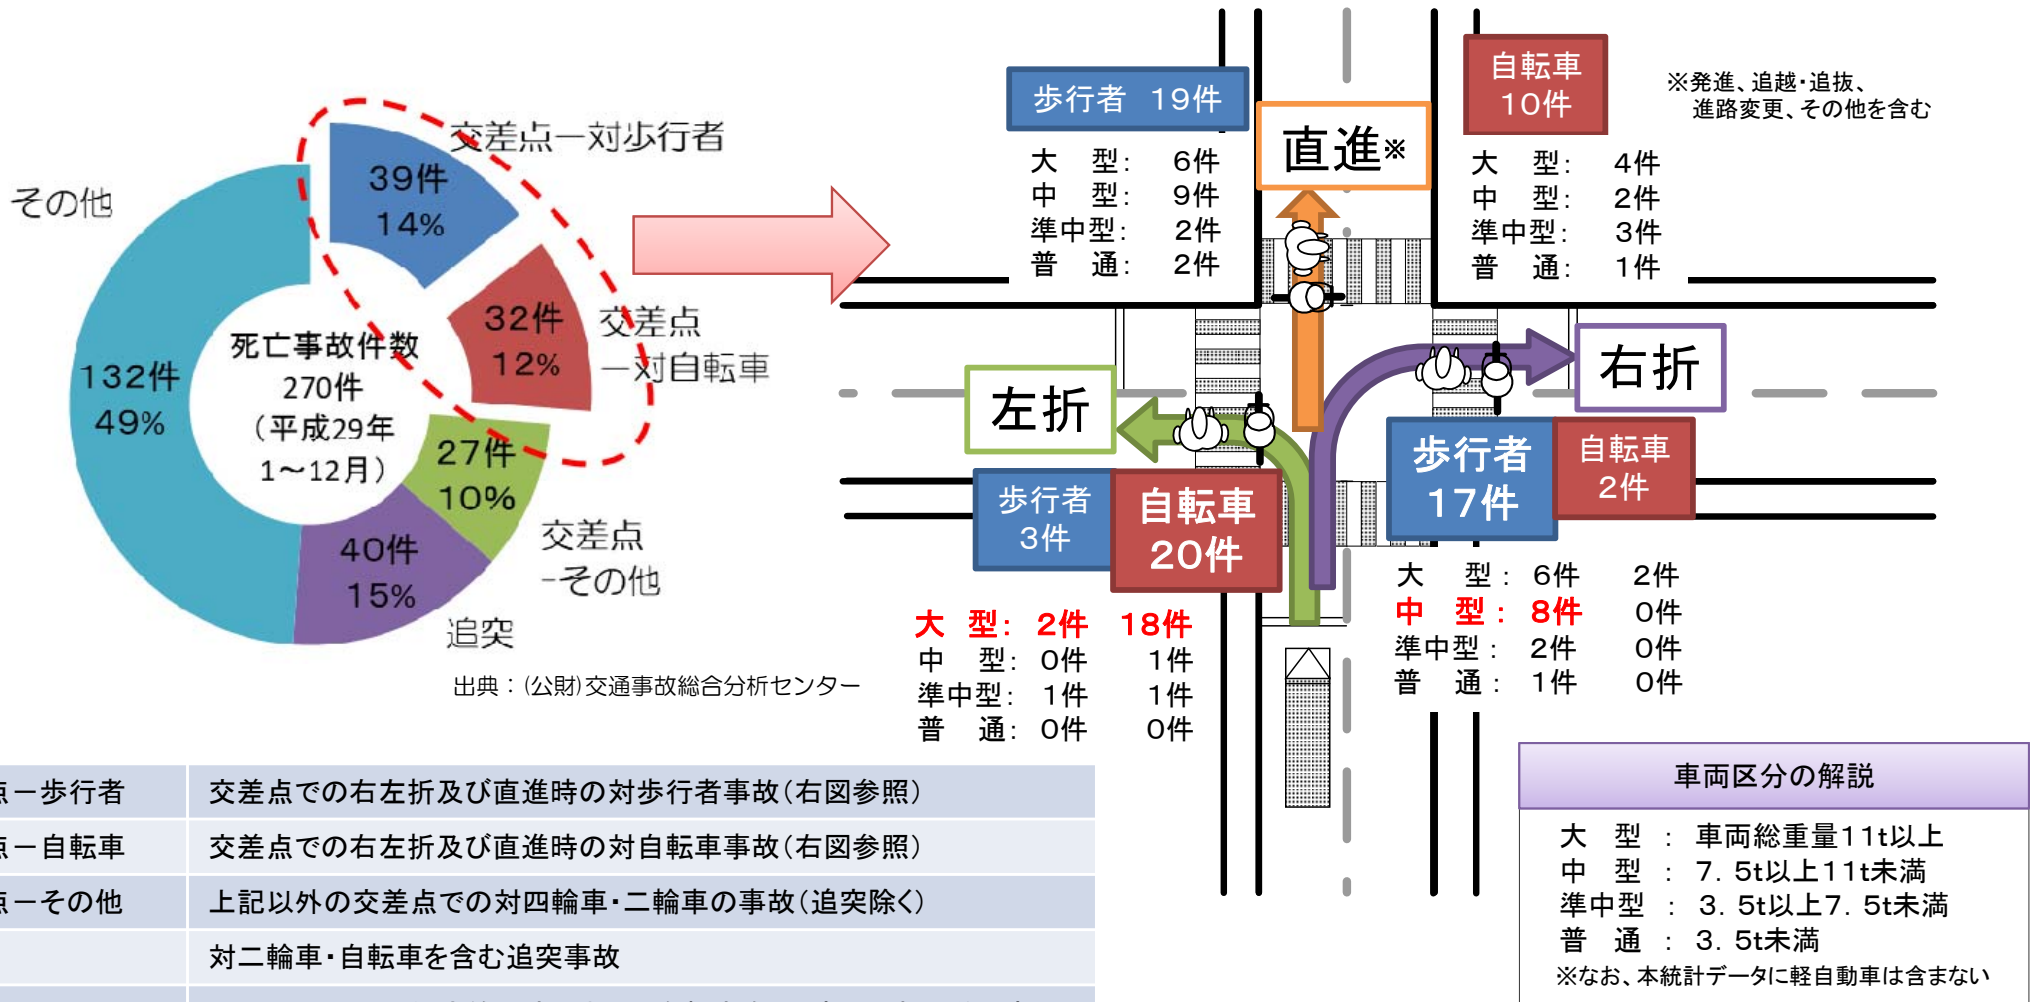 交差点－対歩行者
39件
14%
交差点
－対自転車
32件
12%
交差点
-その他
27件
10%
追突
40件
15%
その他
132件
49%
死亡事故件数
270件
（平成29年
1～12月）
出典：(公財)交通事故総合分析センター
歩行者 19件
大 型： 6件
中 型： 9件
準中型： 2件
普 通： 2件
直進※
自転車
10件
大 型： 4件
中 型： 2件
準中型： 3件
普 通： 1件
※発進、追越・追抜、
進路変更、その他を含む
左折
歩行者
3件
自転車
20件
大 型： 2件 18件
中 型： 0件 1件
準中型： 1件 1件
普 通： 0件 0件
右折
歩行者
17件
自転車
2件
大 型： 6件 2件
中 型： 8件 0件
準中型： 2件 0件
普 通： 1件 0件
点－歩行者 交差点での右左折及び直進時の対歩行者事故（右図参照）
点－自転車 交差点での右左折及び直進時の対自転車事故（右図参照）
点－その他 上記以外の交差点での対四輪車・二輪車の事故（追突除く）
対二輪車・自転車を含む追突事故
車両区分の解説
大 型 ： 車両総重量11t以上
中 型 ： 7．5t以上11t未満
準中型 ： 3．5t以上7．5t未満
普 通 ： 3．5t未満
※なお、本統計データに軽自動車は含まない